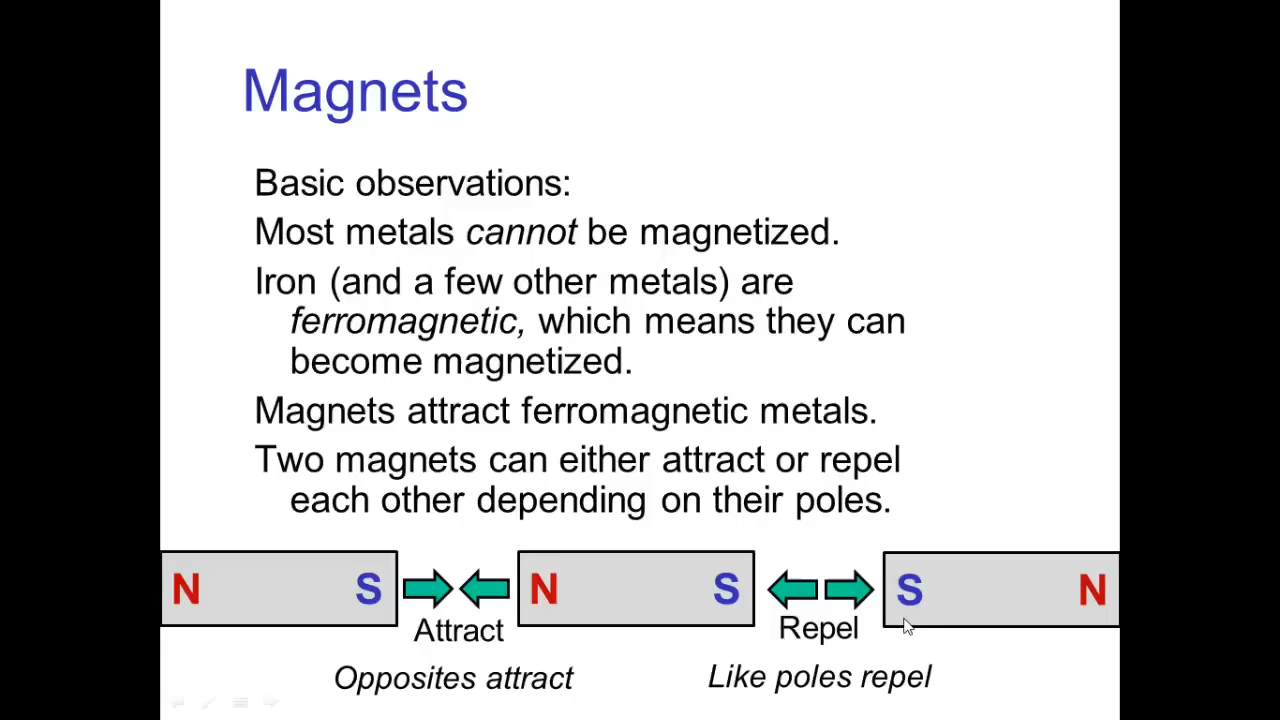 Magnets
Basic observations:
Most metals cannot be magnetized.
Iron (and a few other metals) are
ferromagnetic, which means they can
become magnetized.
Magnets attract ferromagnetic metals.
Two magnets can either attract or repel
each other depending on their poles.
N S N S S N
Attract Repel
Opposites attract Like poles repel